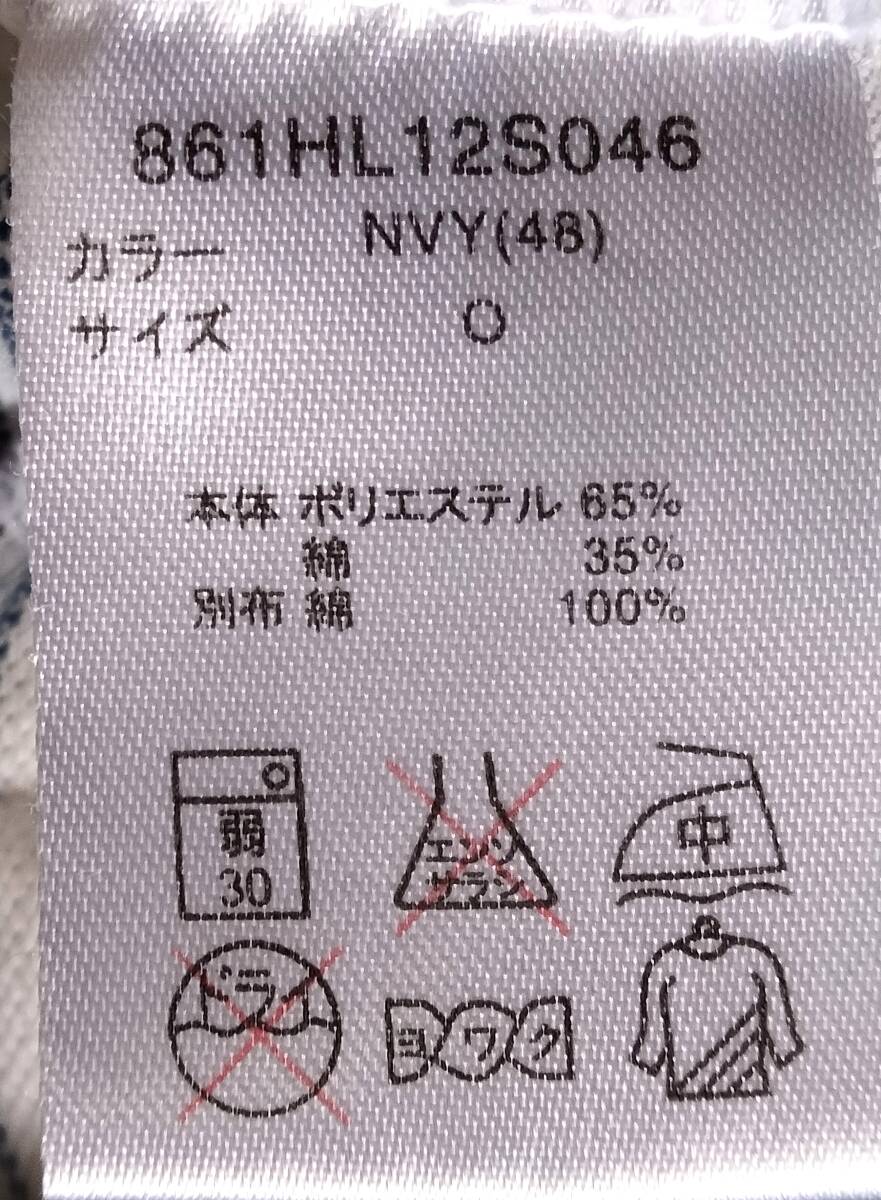 861HL12S046
カラー NVY(48)
サイズ O
本体 ポリエステル 65%
綿 35%
別布 綿 100%
弱
30
エンソ
サラシ
中
ドライ
ヨワク